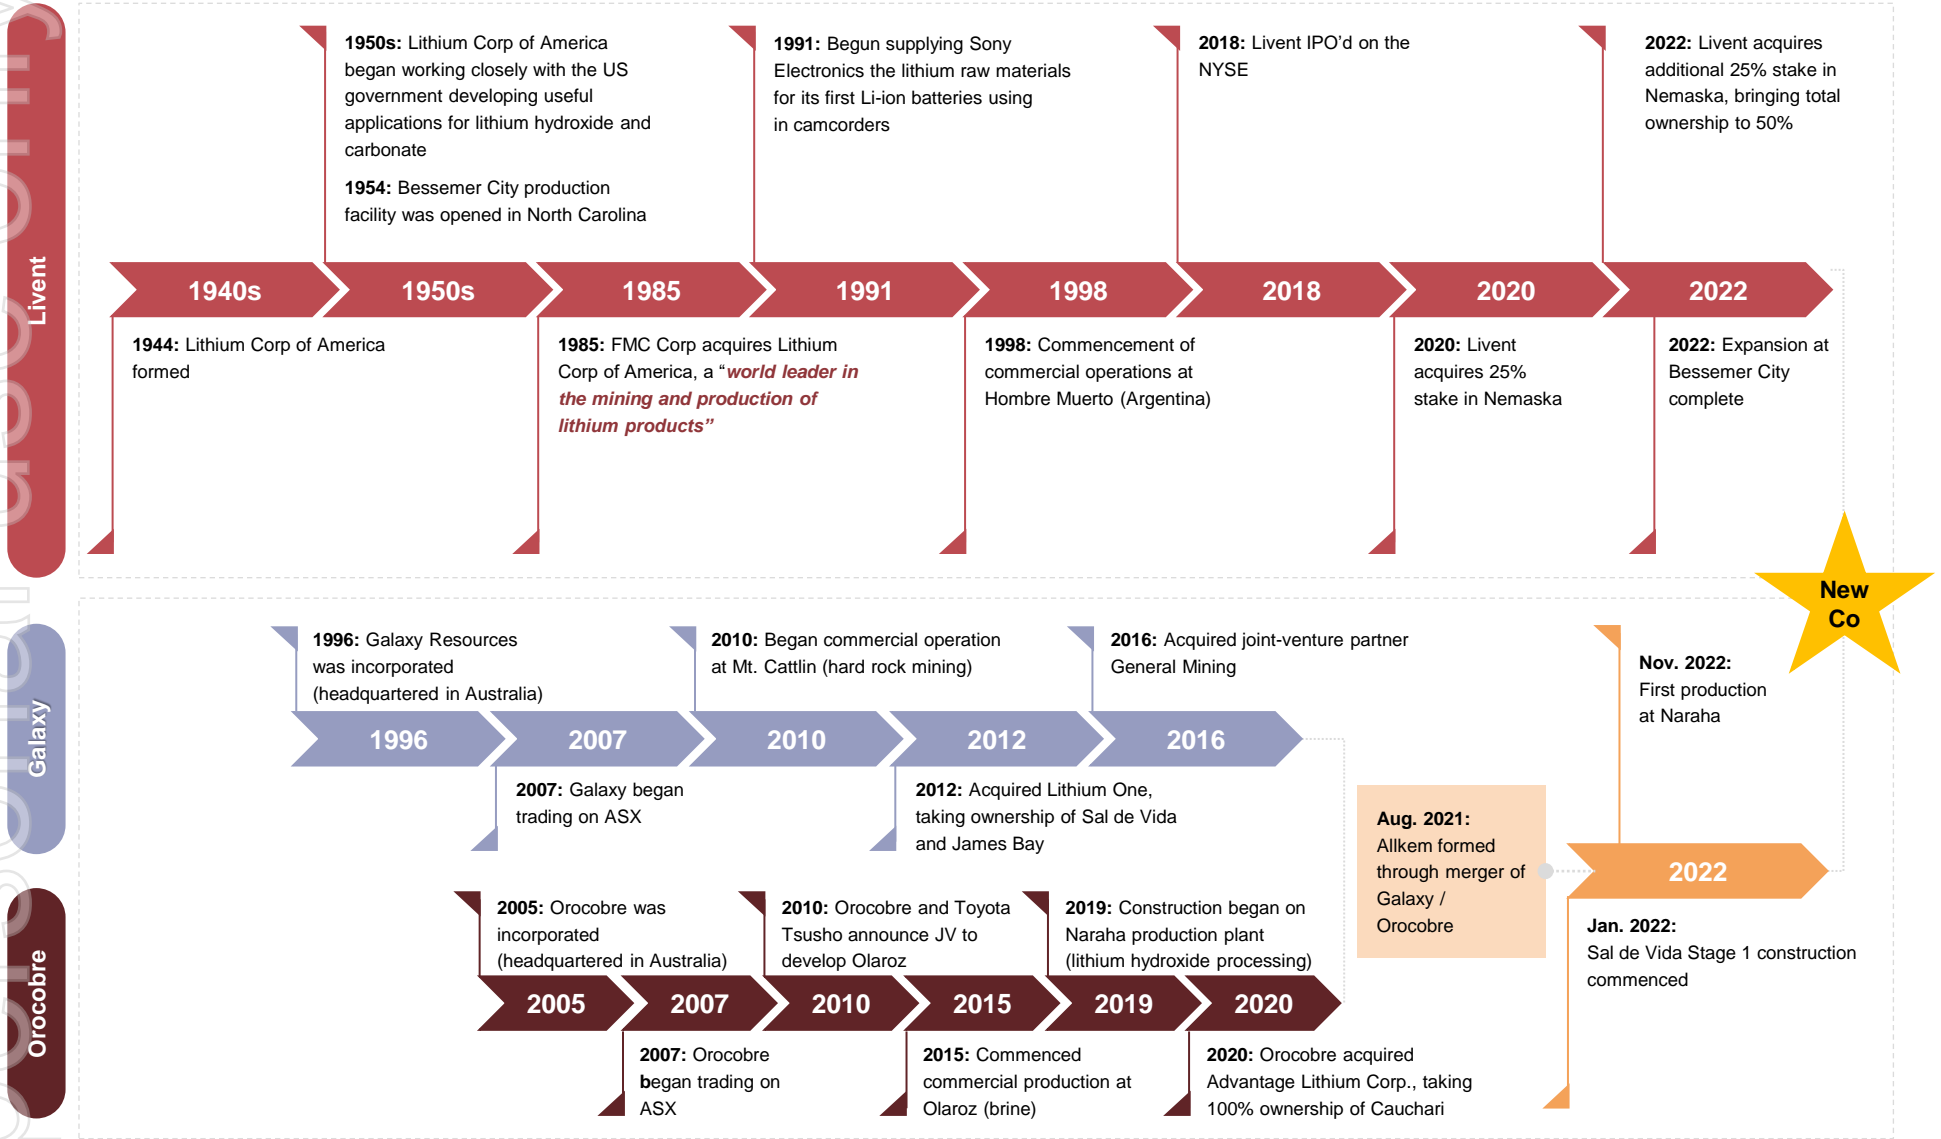 Livent
1950s: Lithium Corp of America
began working closely with the US
government developing useful
applications for lithium hydroxide and
carbonate
1954: Bessemer City production
facility was opened in North Carolina
1991: Begun supplying Sony
Electronics the lithium raw materials
for its first Li-ion batteries using
in camcorders
2018: Livent IPO’d on the
NYSE
2022: Livent acquires
additional 25% stake in
Nemaska, bringing total
ownership to 50%
1940s 1950s 1985 1991 1998 2018 2020 2022
1944: Lithium Corp of America
formed
1985: FMC Corp acquires Lithium
Corp of America, a “world leader in
the mining and production of
lithium products”
1998: Commencement of
commercial operations at
Hombre Muerto (Argentina)
2020: Livent
acquires 25%
stake in Nemaska
2022: Expansion at
Bessemer City
complete
New
Co
Galaxy
1996: Galaxy Resources
was incorporated
(headquartered in Australia)
2010: Began commercial operation
at Mt. Cattlin (hard rock mining)
2016: Acquired joint-venture partner
General Mining
1996 2007 2010 2012 2016
2007: Galaxy began
trading on ASX
2012: Acquired Lithium One,
taking ownership of Sal de Vida
and James Bay
Nov. 2022:
First production
at Naraha
Aug. 2021:
Allkem formed
through merger of
Galaxy /
Orocobre
2022
Jan. 2022:
Sal de Vida Stage 1 construction
commenced
Orocobre
2005: Orocobre was
incorporated
(headquartered in Australia)
2010: Orocobre and Toyota
Tsusho announce JV to
develop Olaroz
2019: Construction began on
Naraha production plant
(lithium hydroxide processing)
2005 2007 2010 2015 2019 2020
2007: Orocobre
began trading on
ASX
2015: Commenced
commercial production at
Olaroz (brine)
2020: Orocobre acquired
Advantage Lithium Corp., taking
100% ownership of Cauchari